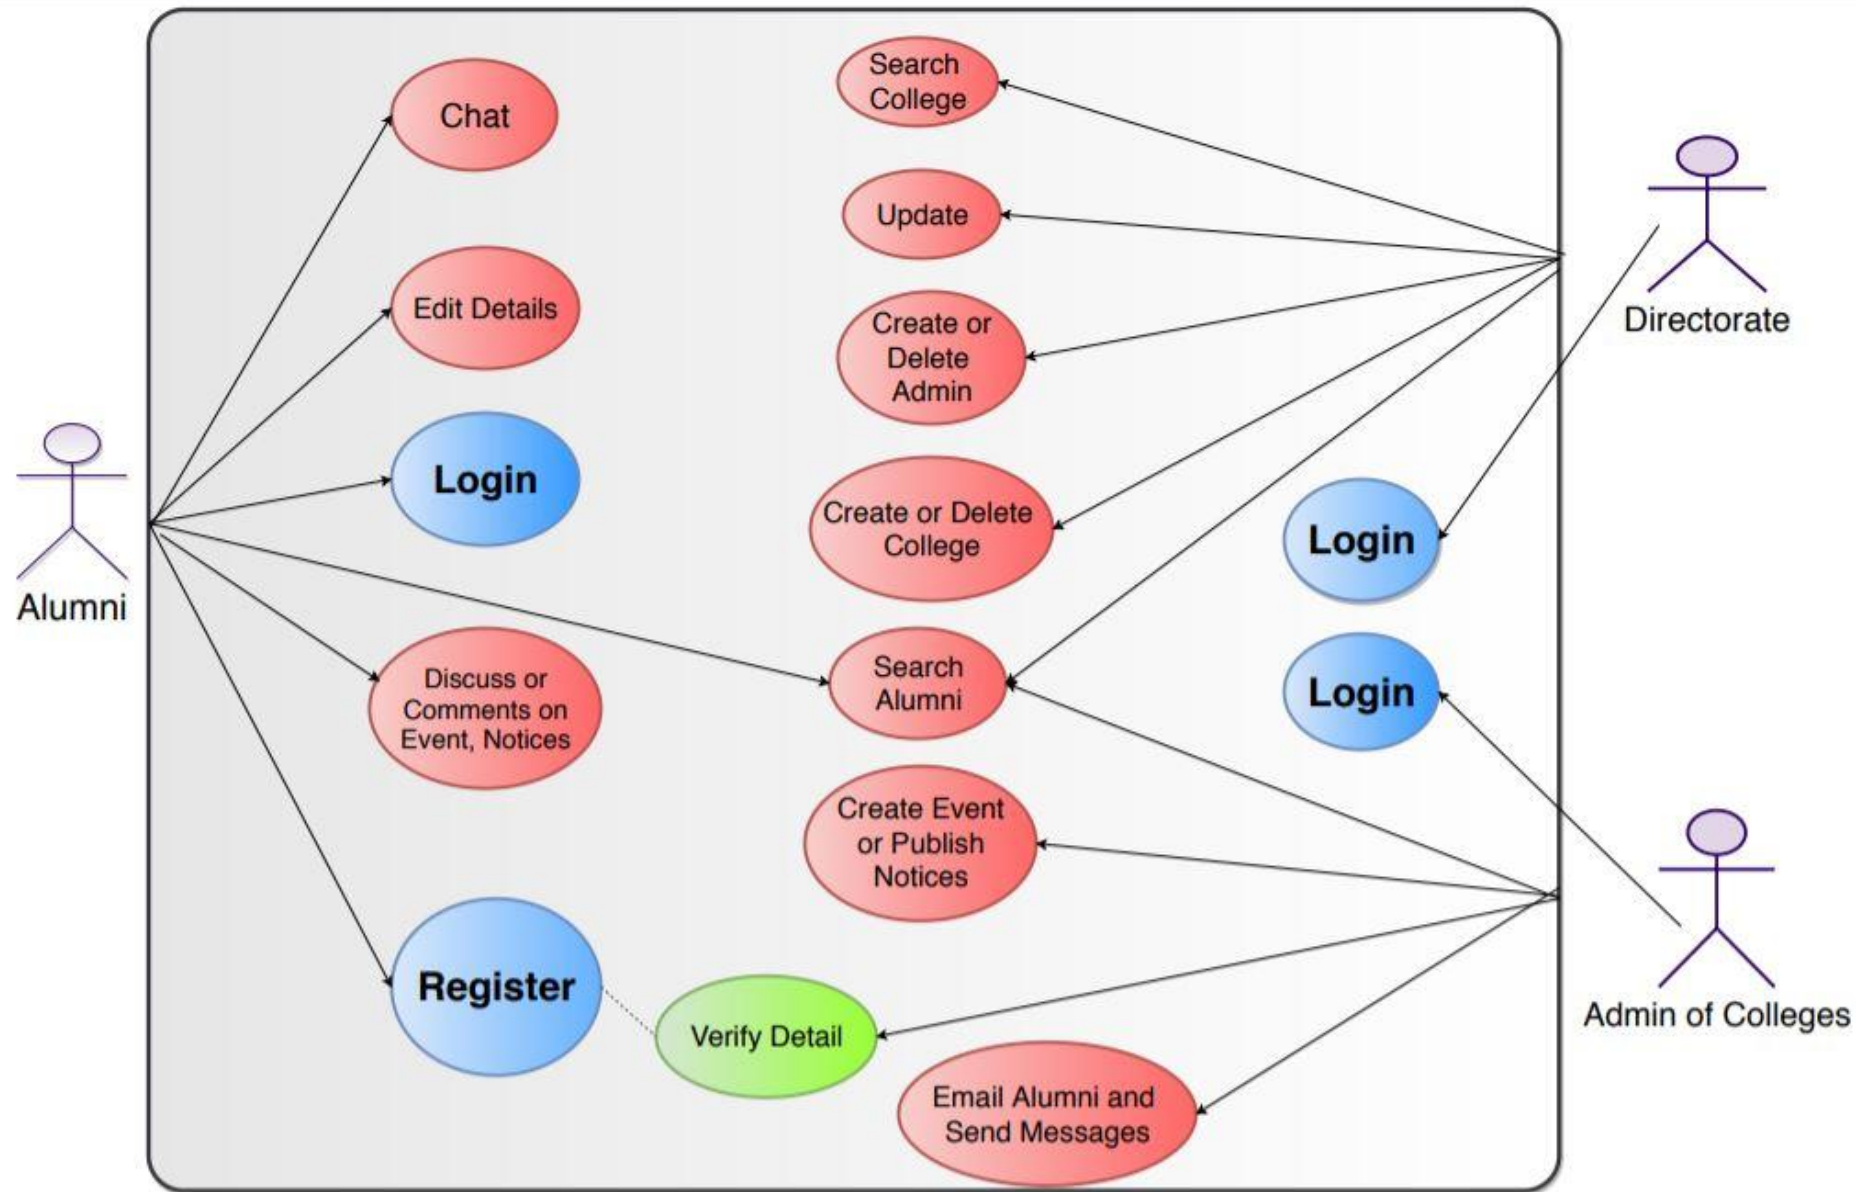 Chat
Edit Details
Login
Discuss or
Comments on
Event, Notices
Register
Verify Detail
Search
College
Update
Create or
Delete
Admin
Create or Delete
College
Search
Alumni
Create Event
or Publish
Notices
Email Alumni and
Send Messages
Login
Login
Alumni
Directorate
Admin of Colleges